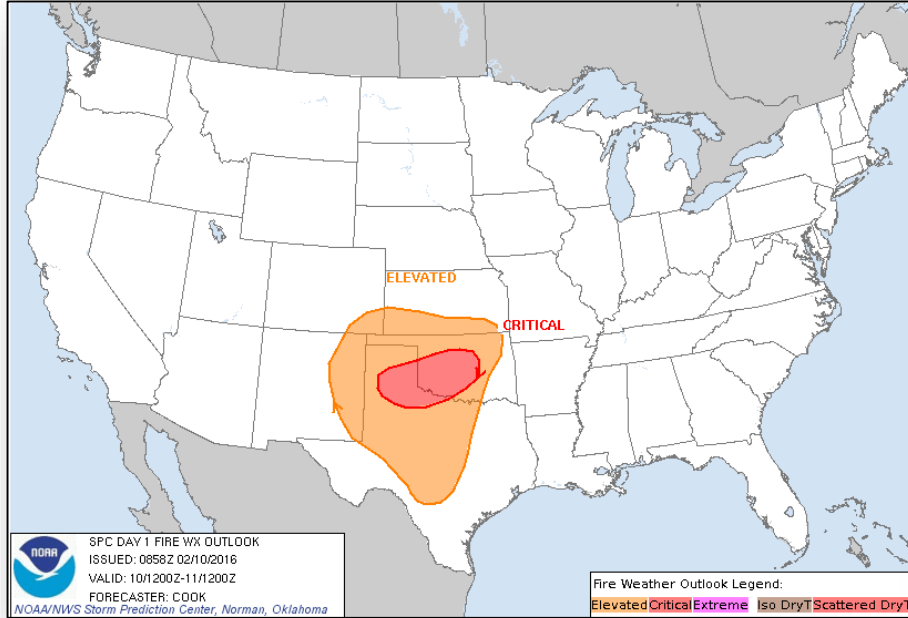 ELEVATED
CRITICAL
NOAA
SPC DAY 1 FIRE WX OUTLOOK
ISSUED: 0858Z 02/10/2016
VALID: 10/1200Z-11/1200Z
FORECASTER: COOK
NOAA/NWS Storm Prediction Center, Norman, Oklahoma
Fire Weather Outlook Legend:
Elevated Critical Extreme Iso DryT Scattered DryT